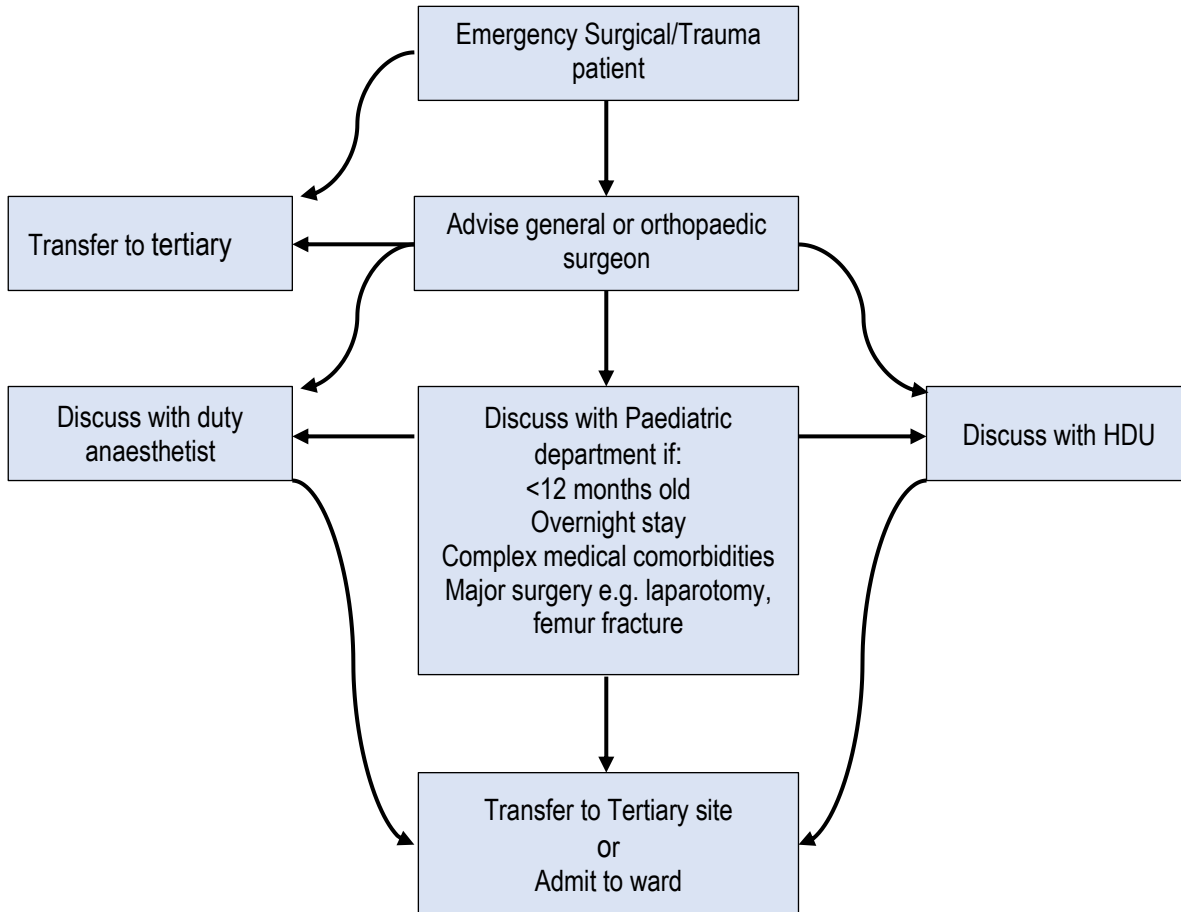 Emergency Surgical/Trauma
patient
Transfer to tertiary
Advise general or orthopaedic
surgeon
Discuss with duty
anaesthetist
Discuss with Paediatric
department if:
<12 months old
Overnight stay
Complex medical comorbidities
Major surgery e.g. laparotomy,
femur fracture
Discuss with HDU
Transfer to Tertiary site
or
Admit to ward